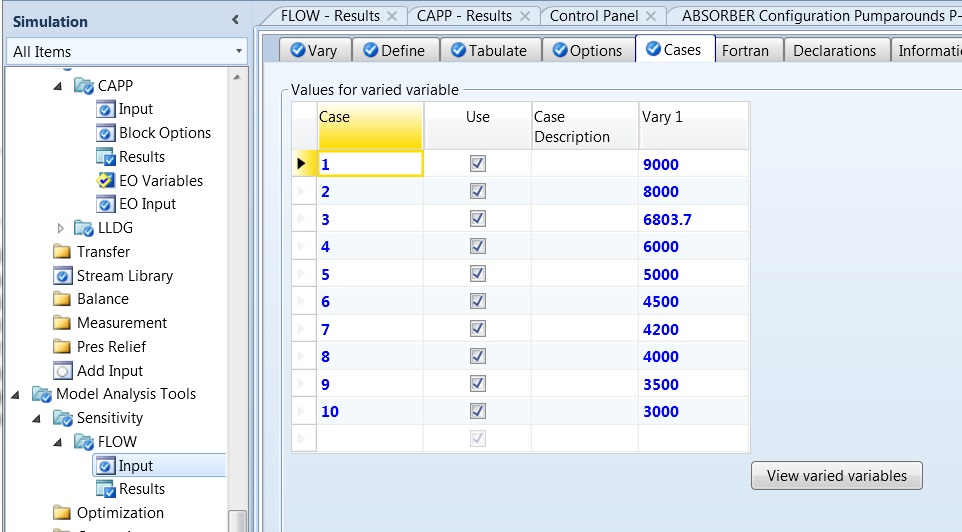 Simulation
All Items
CAPP
Input
Block Options
Results
EO Variables
EO Input
LLDG
Transfer
Stream Library
Balance
Measurement
Pres Relief
Add Input
Model Analysis Tools
Sensitivity
FLOW
Input
Results
Optimization
FLOW - Results
CAPP - Results
Control Panel
ABSORBER Configuration Pumparounds P-
Vary
Define
Tabulate
Options
Cases
Fortran
Declarations
Informati
Values for varied variable
Case Use Case Description Vary 1
1 9000
2 8000
3 6803.7
4 6000
5 5000
6 4500
7 4200
8 4000
9 3500
10 3000
View varied variables